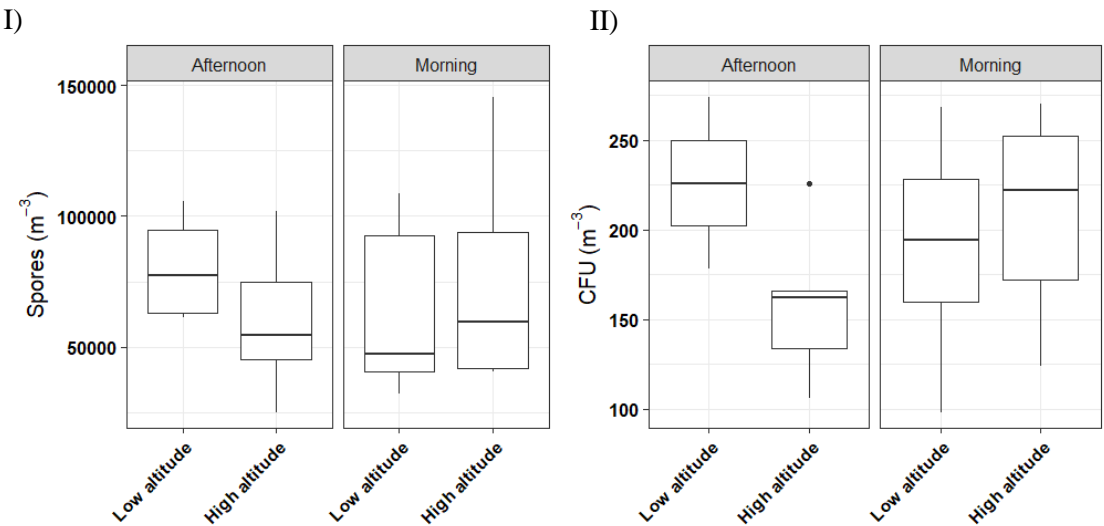 I)
Afternoon Morning
150000
100000
50000
Spores (m⁻³)
Low altitude
High altitude
Low altitude
High altitude
II)
Afternoon Morning
250
200
150
100
CFU (m⁻³)
Low altitude
High altitude
Low altitude
High altitude